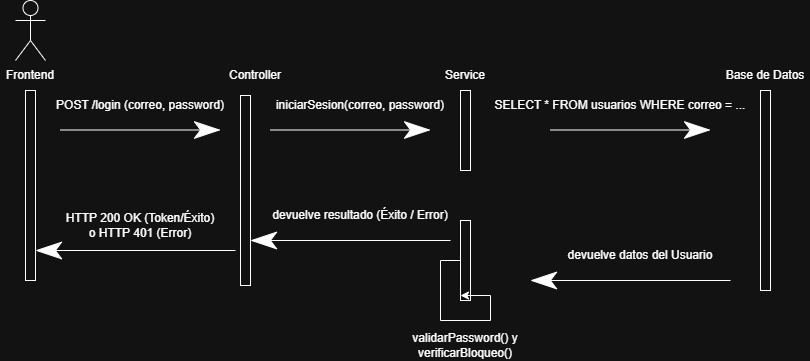 Frontend
Controller
Service
Base de Datos
POST /login (correo, password)
iniciarSesion(correo, password)
SELECT * FROM usuarios WHERE correo = ...
HTTP 200 OK (Token/Éxito)
o HTTP 401 (Error)
devuelve resultado (Éxito / Error)
devuelve datos del Usuario
validarPassword() y
verificarBloqueo()